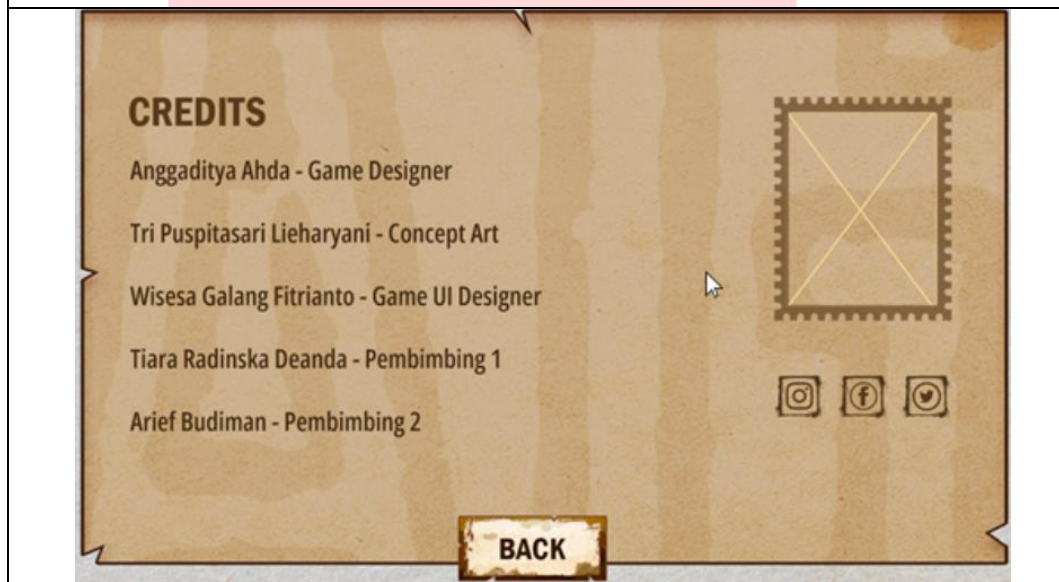 CREDITS
Anggaditya Ahda - Game Designer
Tri Puspitasari Lieharyani - Concept Art
Wisesa Galang Fitrianto - Game UI Designer
Tiara Radinska Deanda - Pembimbing 1
Arief Budiman - Pembimbing 2
BACK